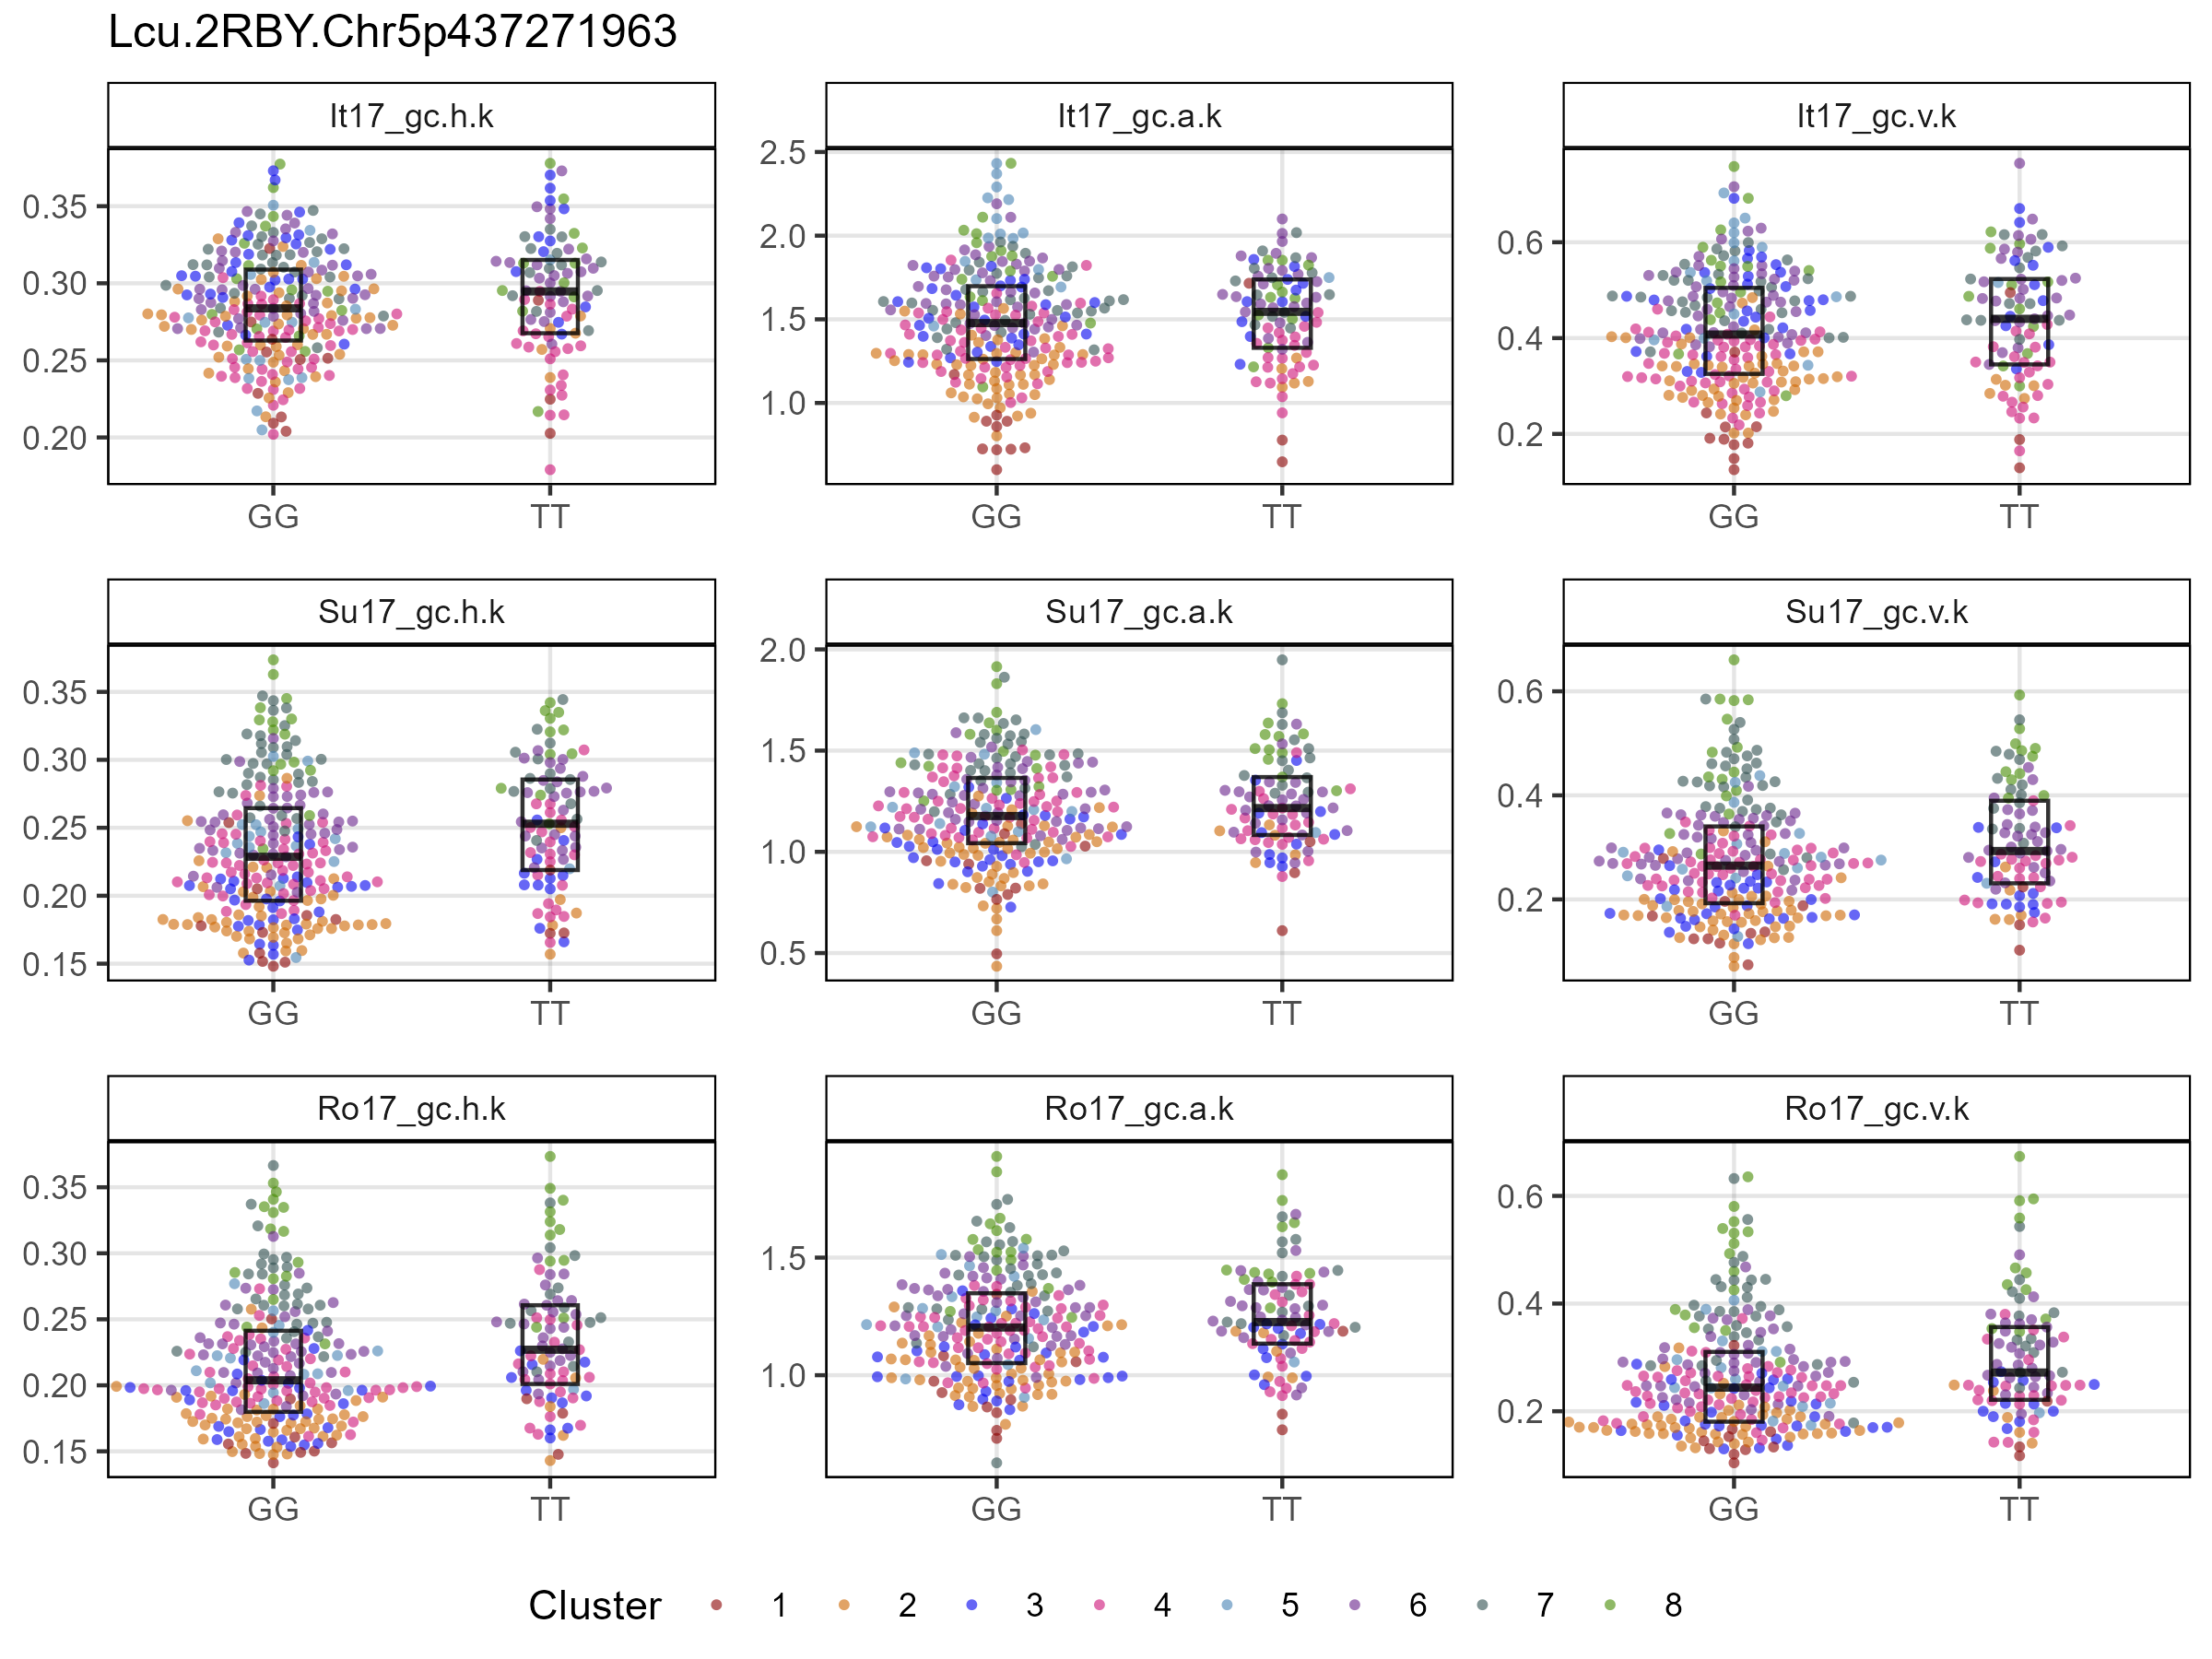 Lcu.2RBY.Chr5p437271963
It17_gc.h.k
It17_gc.a.k
It17_gc.v.k
0.35
0.30
0.25
0.20
2.5
2.0
1.5
1.0
0.6
0.4
0.2
GG TT
GG TT
GG TT
Su17_gc.h.k
Su17_gc.a.k
Su17_gc.v.k
0.35
0.30
0.25
0.20
0.15
2.0
1.5
1.0
0.5
0.6
0.4
0.2
GG TT
GG TT
GG TT
Ro17_gc.h.k
Ro17_gc.a.k
Ro17_gc.v.k
0.35
0.30
0.25
0.20
0.15
1.5
1.0
0.6
0.4
0.2
GG TT
GG TT
GG TT
Cluster 1 2 3 4 5 6 7 8